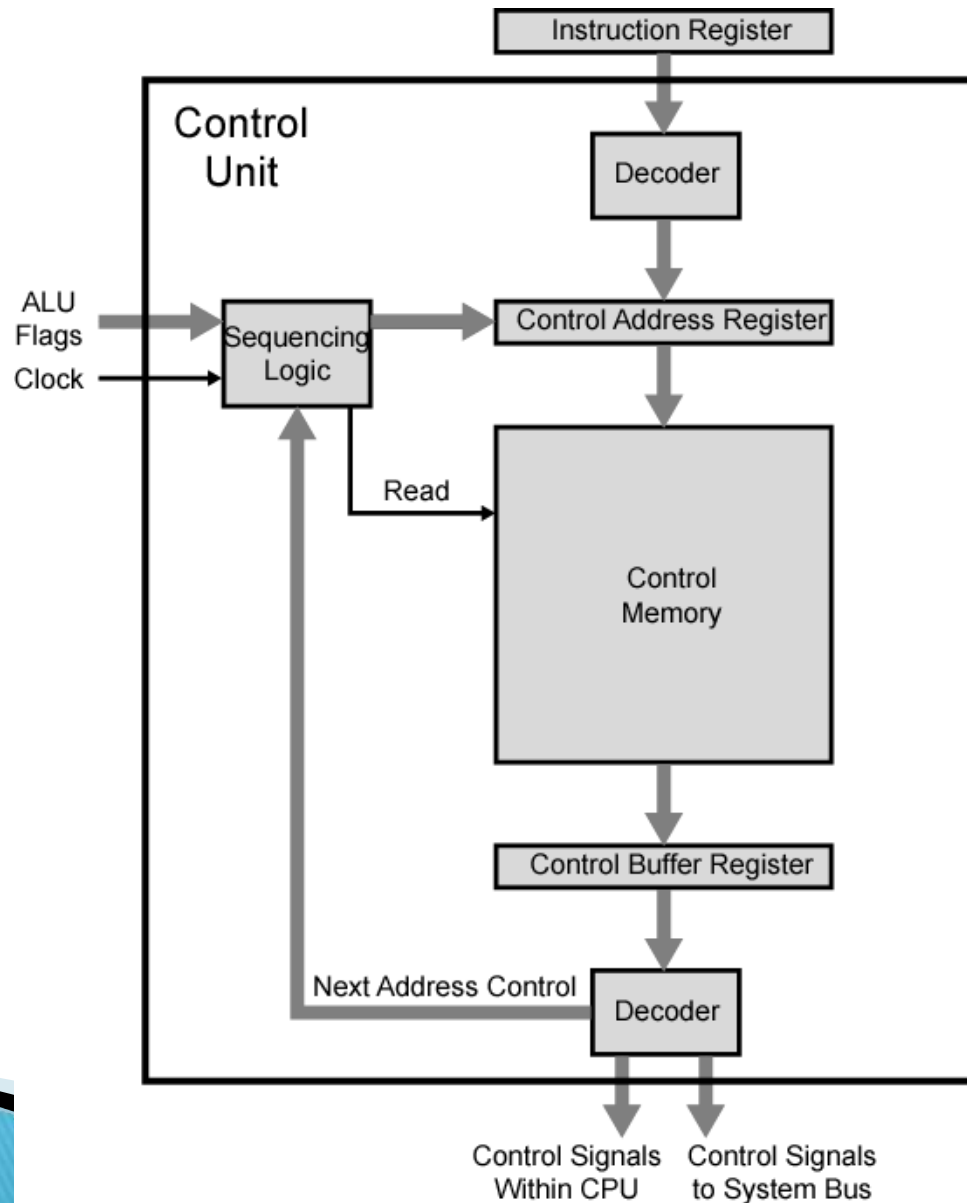 Instruction Register
Control
Unit
Decoder
ALU
Flags
Clock
Sequencing
Logic
Control Address Register
Read
Control
Memory
Control Buffer Register
Next Address Control
Decoder
Control Signals
Within CPU
Control Signals
to System Bus